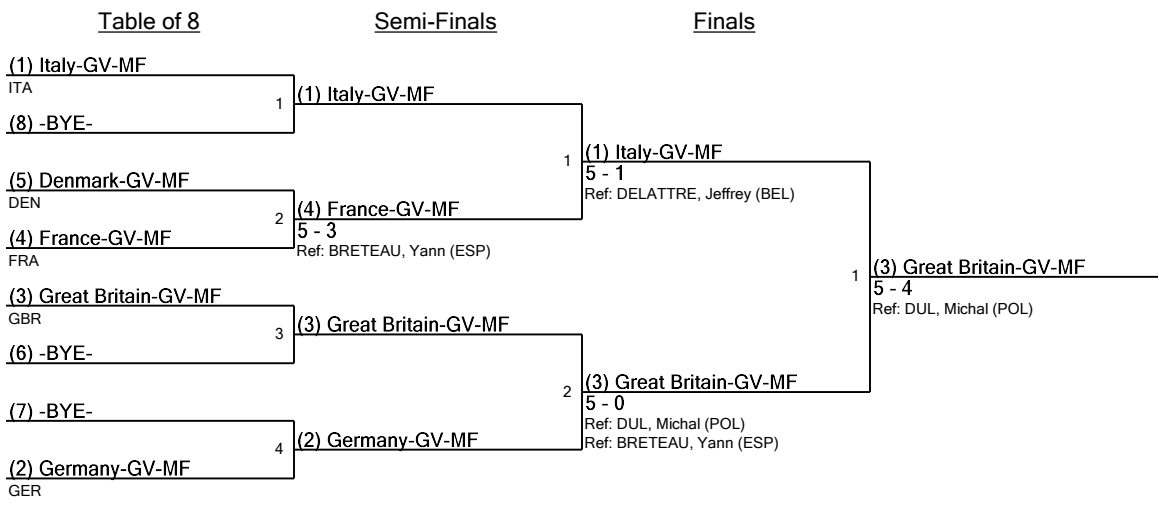 Table of 8
Semi-Finals
Finals
(1) Italy-GV-MF
ITA
1
(8) -BYE-
(5) Denmark-GV-MF
DEN
2
(4) France-GV-MF
FRA
(3) Great Britain-GV-MF
GBR
3
(6) -BYE-
(7) -BYE-
4
(2) Germany-GV-MF
GER
(1) Italy-GV-MF
1
(4) France-GV-MF
5 - 3
Ref: BRETEAU, Yann (ESP)
(3) Great Britain-GV-MF
2
(2) Germany-GV-MF
(1) Italy-GV-MF
5 - 1
Ref: DELATTRE, Jeffrey (BEL)
1
(3) Great Britain-GV-MF
5 - 0
Ref: DUL, Michal (POL)
Ref: BRETEAU, Yann (ESP)
(3) Great Britain-GV-MF
5 - 4
Ref: DUL, Michal (POL)